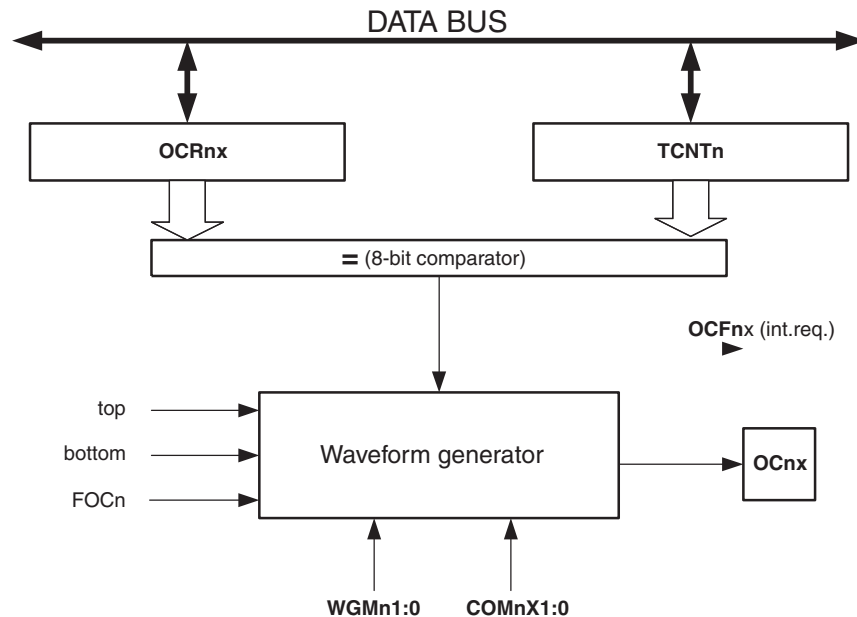 DATA BUS
OCRnx
TCNTn
= (8-bit comparator)
OCFnx (int.req.)
top
bottom
FOCn
Waveform generator
OCnx
WGMn1:0
COMnX1:0